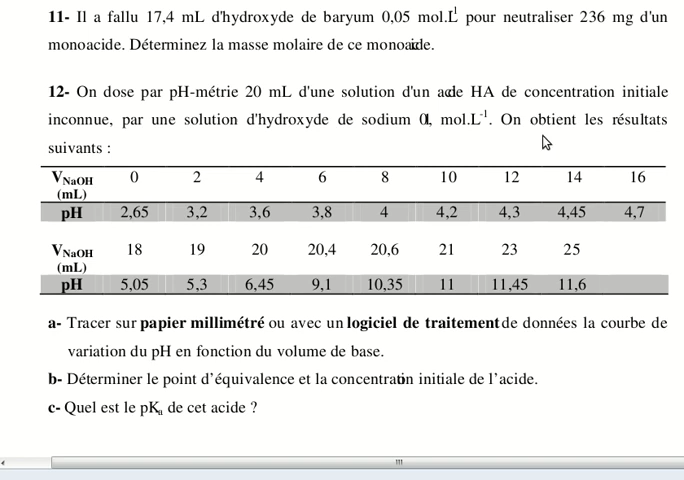 11- Il a fallu 17,4 mL d'hydroxyde de baryum 0,05 mol.L-1 pour neutraliser 236 mg d'un
monoacide. Déterminez la masse molaire de ce monoacide.
12- On dose par pH-métrie 20 mL d'une solution d'un acide HA de concentration initiale
inconnue, par une solution d'hydroxyde de sodium 0,1 mol.L-1. On obtient les résultats
suivants :
VNaOH (mL) 0 2 4 6 8 10 12 14 16
pH 2,65 3,2 3,6 3,8 4 4,2 4,3 4,45 4,7
VNaOH (mL) 18 19 20 20,4 20,6 21 23 25
pH 5,05 5,3 6,45 9,1 10,35 11 11,45 11,6
a- Tracer sur papier millimétré ou avec un logiciel de traitement de données la courbe de
variation du pH en fonction du volume de base.
b- Déterminer le point d'équivalence et la concentration initiale de l'acide.
c- Quel est le pKa de cet acide ?